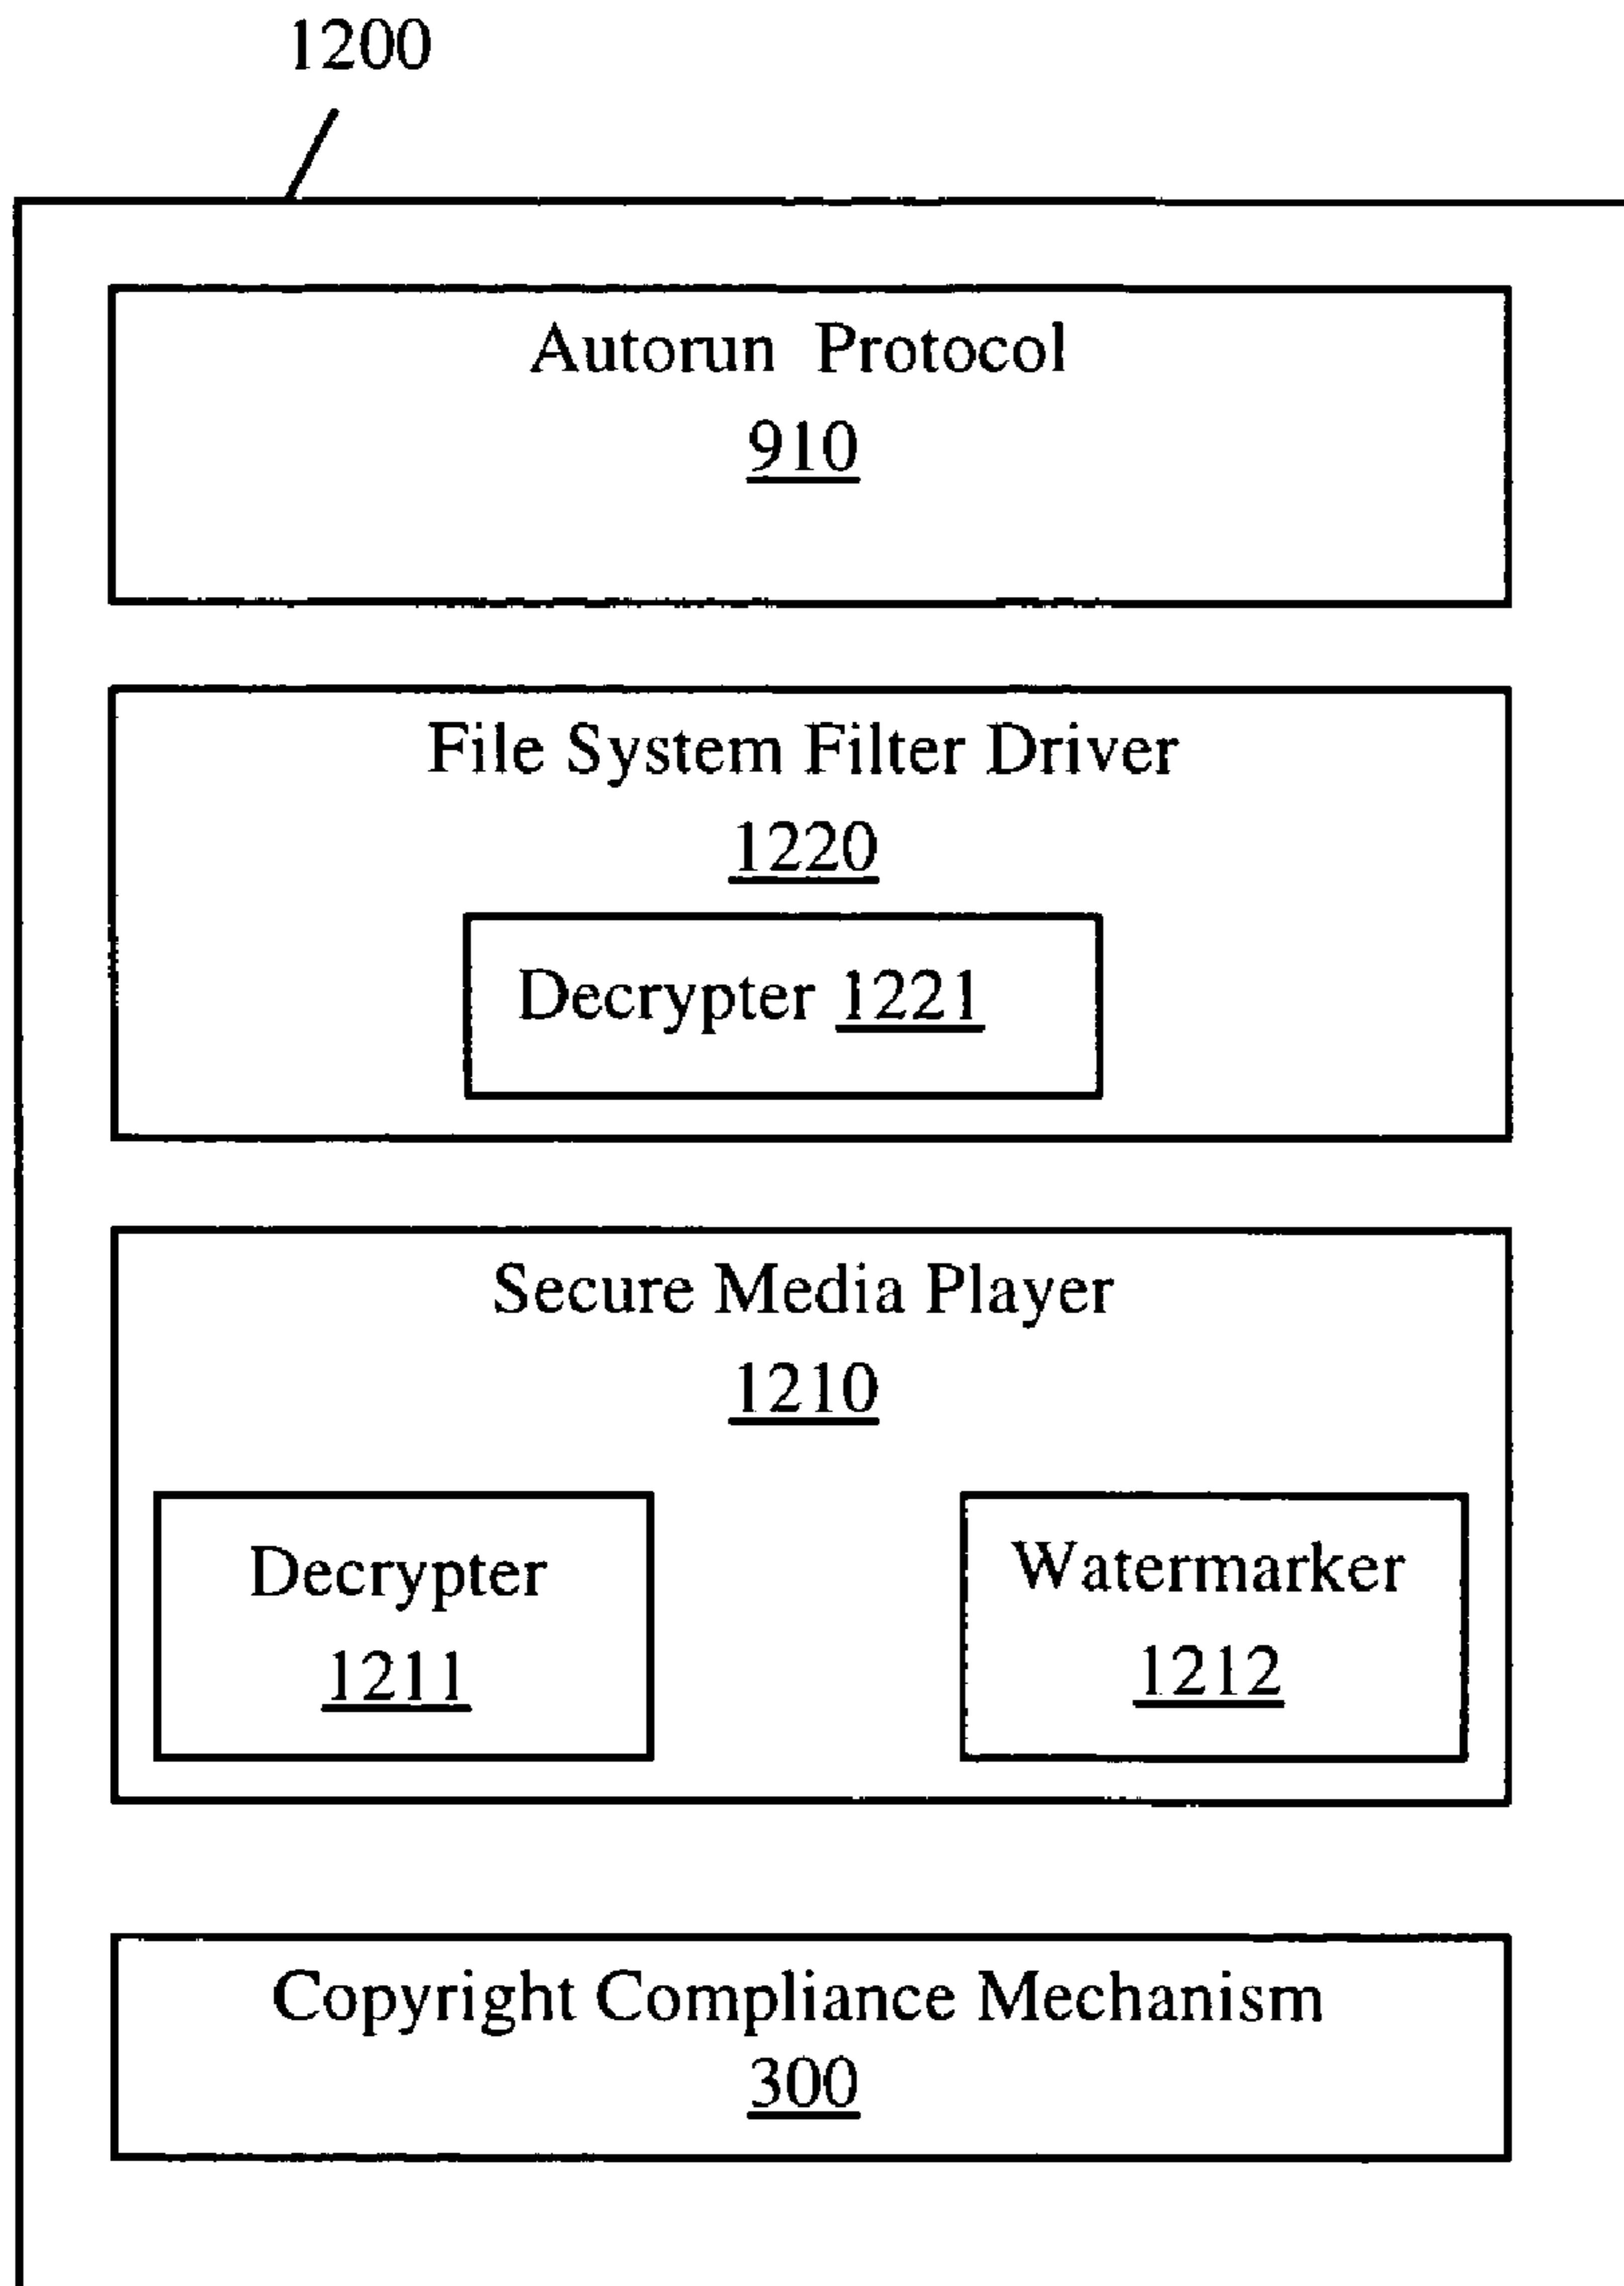 1200
Autorun Protocol
910
File System Filter Driver
1220
Decrypter 1221
Secure Media Player
1210
Decrypter
1211
Watermarker
1212
Copyright Compliance Mechanism
300